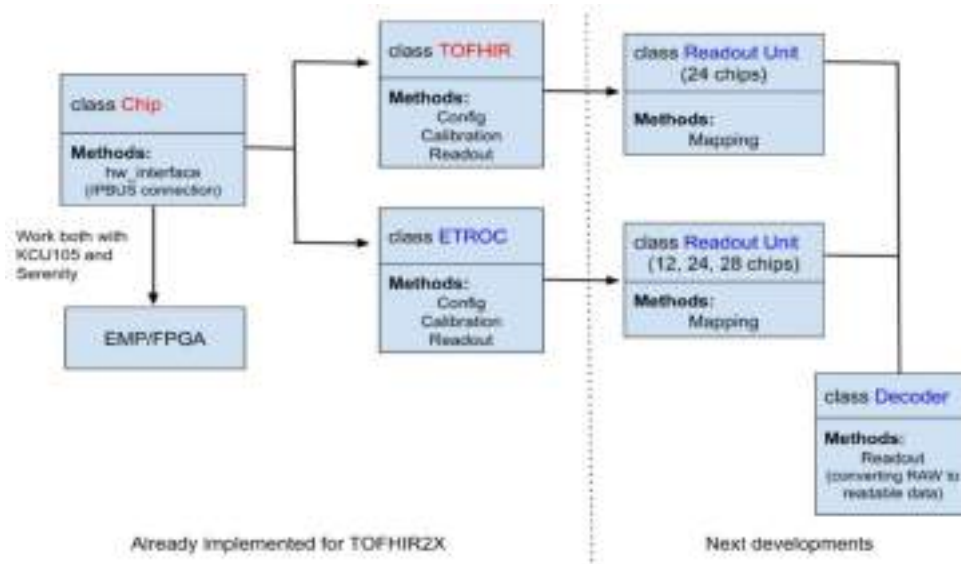 class Chip
Methods:
hw_interface
(IPBUS connection)
Work both with
KCU105 and
Serenity
EMP/FPGA
class TOFHIR
Methods:
Config
Calibration
Readout
class ETROC
Methods:
Config
Calibration
Readout
class Readout Unit
(24 chips)
Methods:
Mapping
class Readout Unit
(12, 24, 28 chips)
Methods:
Mapping
class Decoder
Methods:
Readout
(converting RAW to
readable data)
Already implemented for TOFHIR2X
Next developments